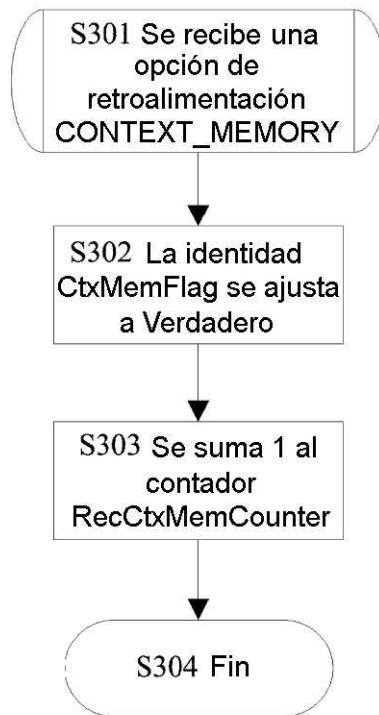 S301 Se recibe una
opción de
retroalimentación
CONTEXT_MEMORY
S302 La identidad
CtxMemFlag se ajusta
a Verdadero
S303 Se suma 1 al
contador
RecCtxMemCounter
S304 Fin